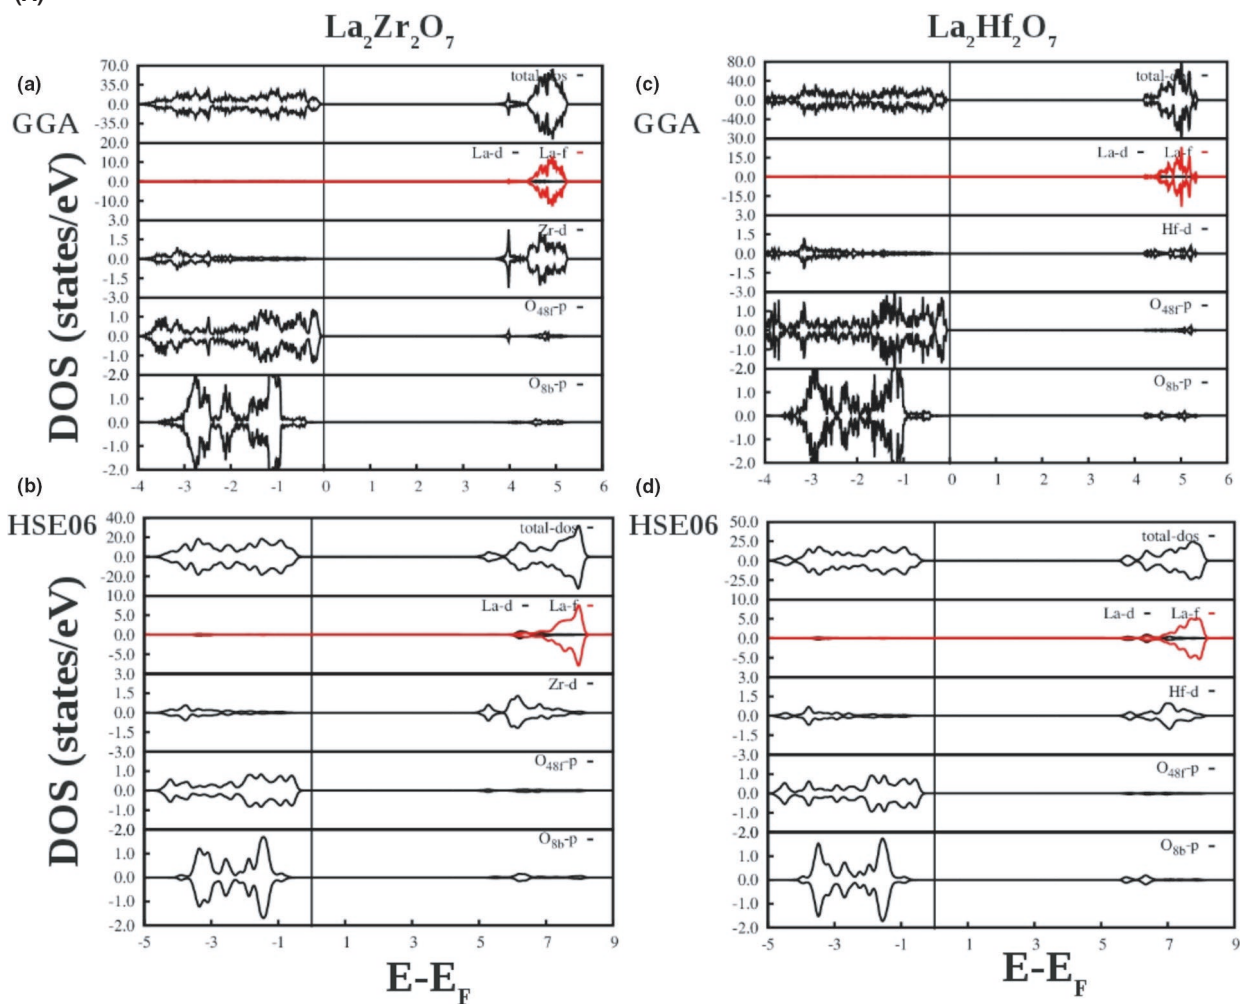 (A)
La₂Zr₂O₇
La₂Hf₂O₇
(a)
GGA
DOS (states/eV)
70.0
35.0
0.0
-35.0
20.0
10.0
0.0
-10.0
3.0
1.5
0.0
-1.5
-3.0
1.0
0.0
-1.0
-2.0
1.0
0.0
-1.0
-2.0
total-dos
La-d La-f
Zr-d
O₄₈f-p
O₈b-p
-4 -3 -2 -1 0 1 2 3 4 5 6
(c)
GGA
80.0
40.0
0.0
-40.0
30.0
15.0
0.0
-15.0
3.0
1.5
0.0
-1.5
-3.0
1.0
0.0
-1.0
2.0
1.0
0.0
-1.0
-2.0
La-d La-f
Hf-d
O₄₈f-p
O₈b-p
-4 -3 -2 -1 0 1 2 3 4 5 6
(b)
HSE06
DOS (states/eV)
40.0
20.0
0.0
-20.0
10.0
5.0
0.0
-5.0
3.0
1.5
0.0
-1.5
-3.0
1.0
0.0
-1.0
-2.0
1.0
0.0
-1.0
-2.0
total-dos
La-d La-f
Zr-d
O₄₈f-p
O₈b-p
-5 -3 -1 1 3 5 7 9
E-E_F
(d)
HSE06
50.0
25.0
0.0
-25.0
10.0
5.0
0.0
-5.0
3.0
1.5
0.0
-1.5
-3.0
1.0
0.0
-1.0
-2.0
1.0
0.0
-1.0
-2.0
total-dos
La-d La-f
Hf-d
O₄₈f-p
O₈b-p
-5 -3 -1 1 3 5 7 9
E-E_F